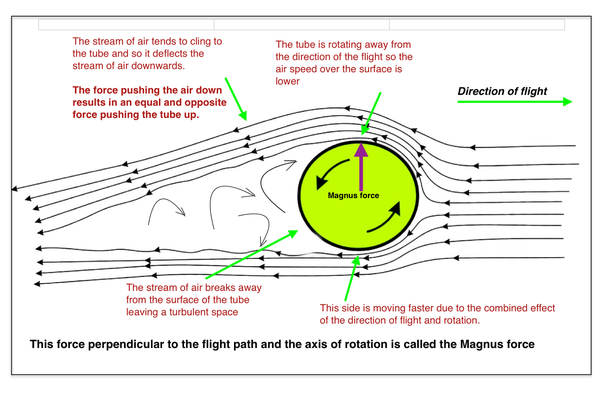 The stream of air tends to cling to
the tube and so it deflects the
stream of air downwards.
The force pushing the air down
results in an equal and opposite
force pushing the tube up.
The tube is rotating away from
the direction of the flight so the
air speed over the surface is
lower
Direction of flight
Magnus force
The stream of air breaks away
from the surface of the tube
leaving a turbulent space
This side is moving faster due to the combined effect
of the direction of flight and rotation.
This force perpendicular to the flight path and the axis of rotation is called the Magnus force